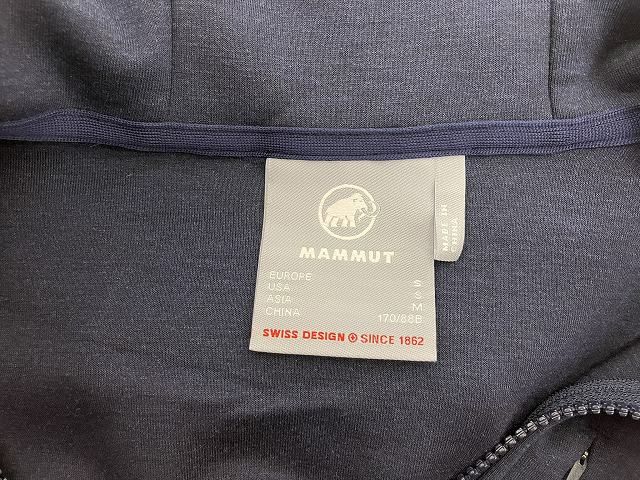 MAMMUT
EUROPE S
USA S
ASIA M
CHINA 170/88B
SWISS DESIGN SINCE 1862
MADE IN
CHINA